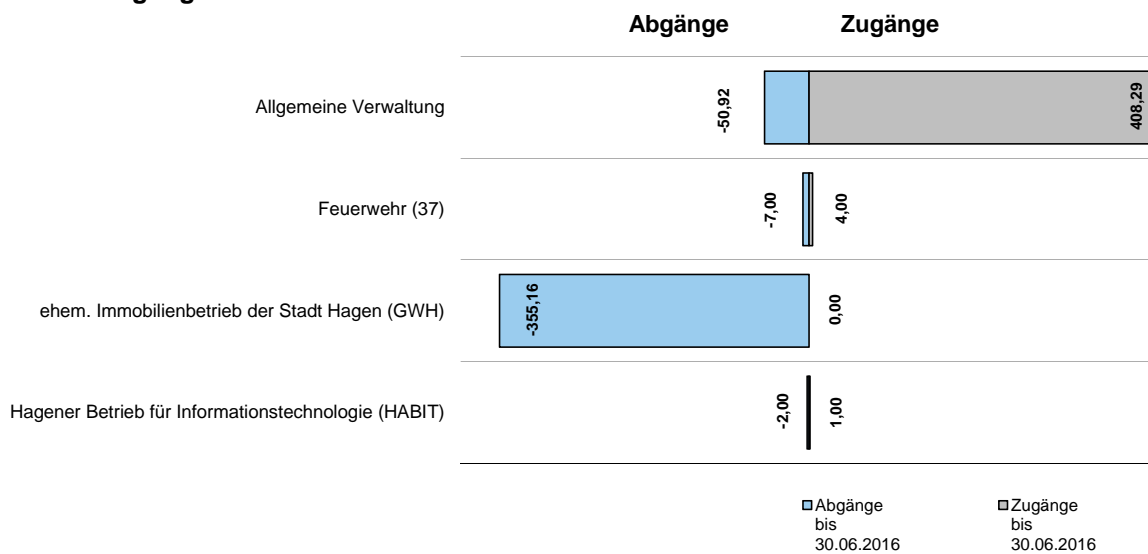 Abgänge Zugänge
Allgemeine Verwaltung
-50,92
408,29
Feuerwehr (37)
-7,00
4,00
ehem. Immobilienbetrieb der Stadt Hagen (GWH)
-355,16
0,00
Hagener Betrieb für Informationstechnologie (HABIT)
-2,00
1,00
Abgänge
bis
30.06.2016
Zugänge
bis
30.06.2016